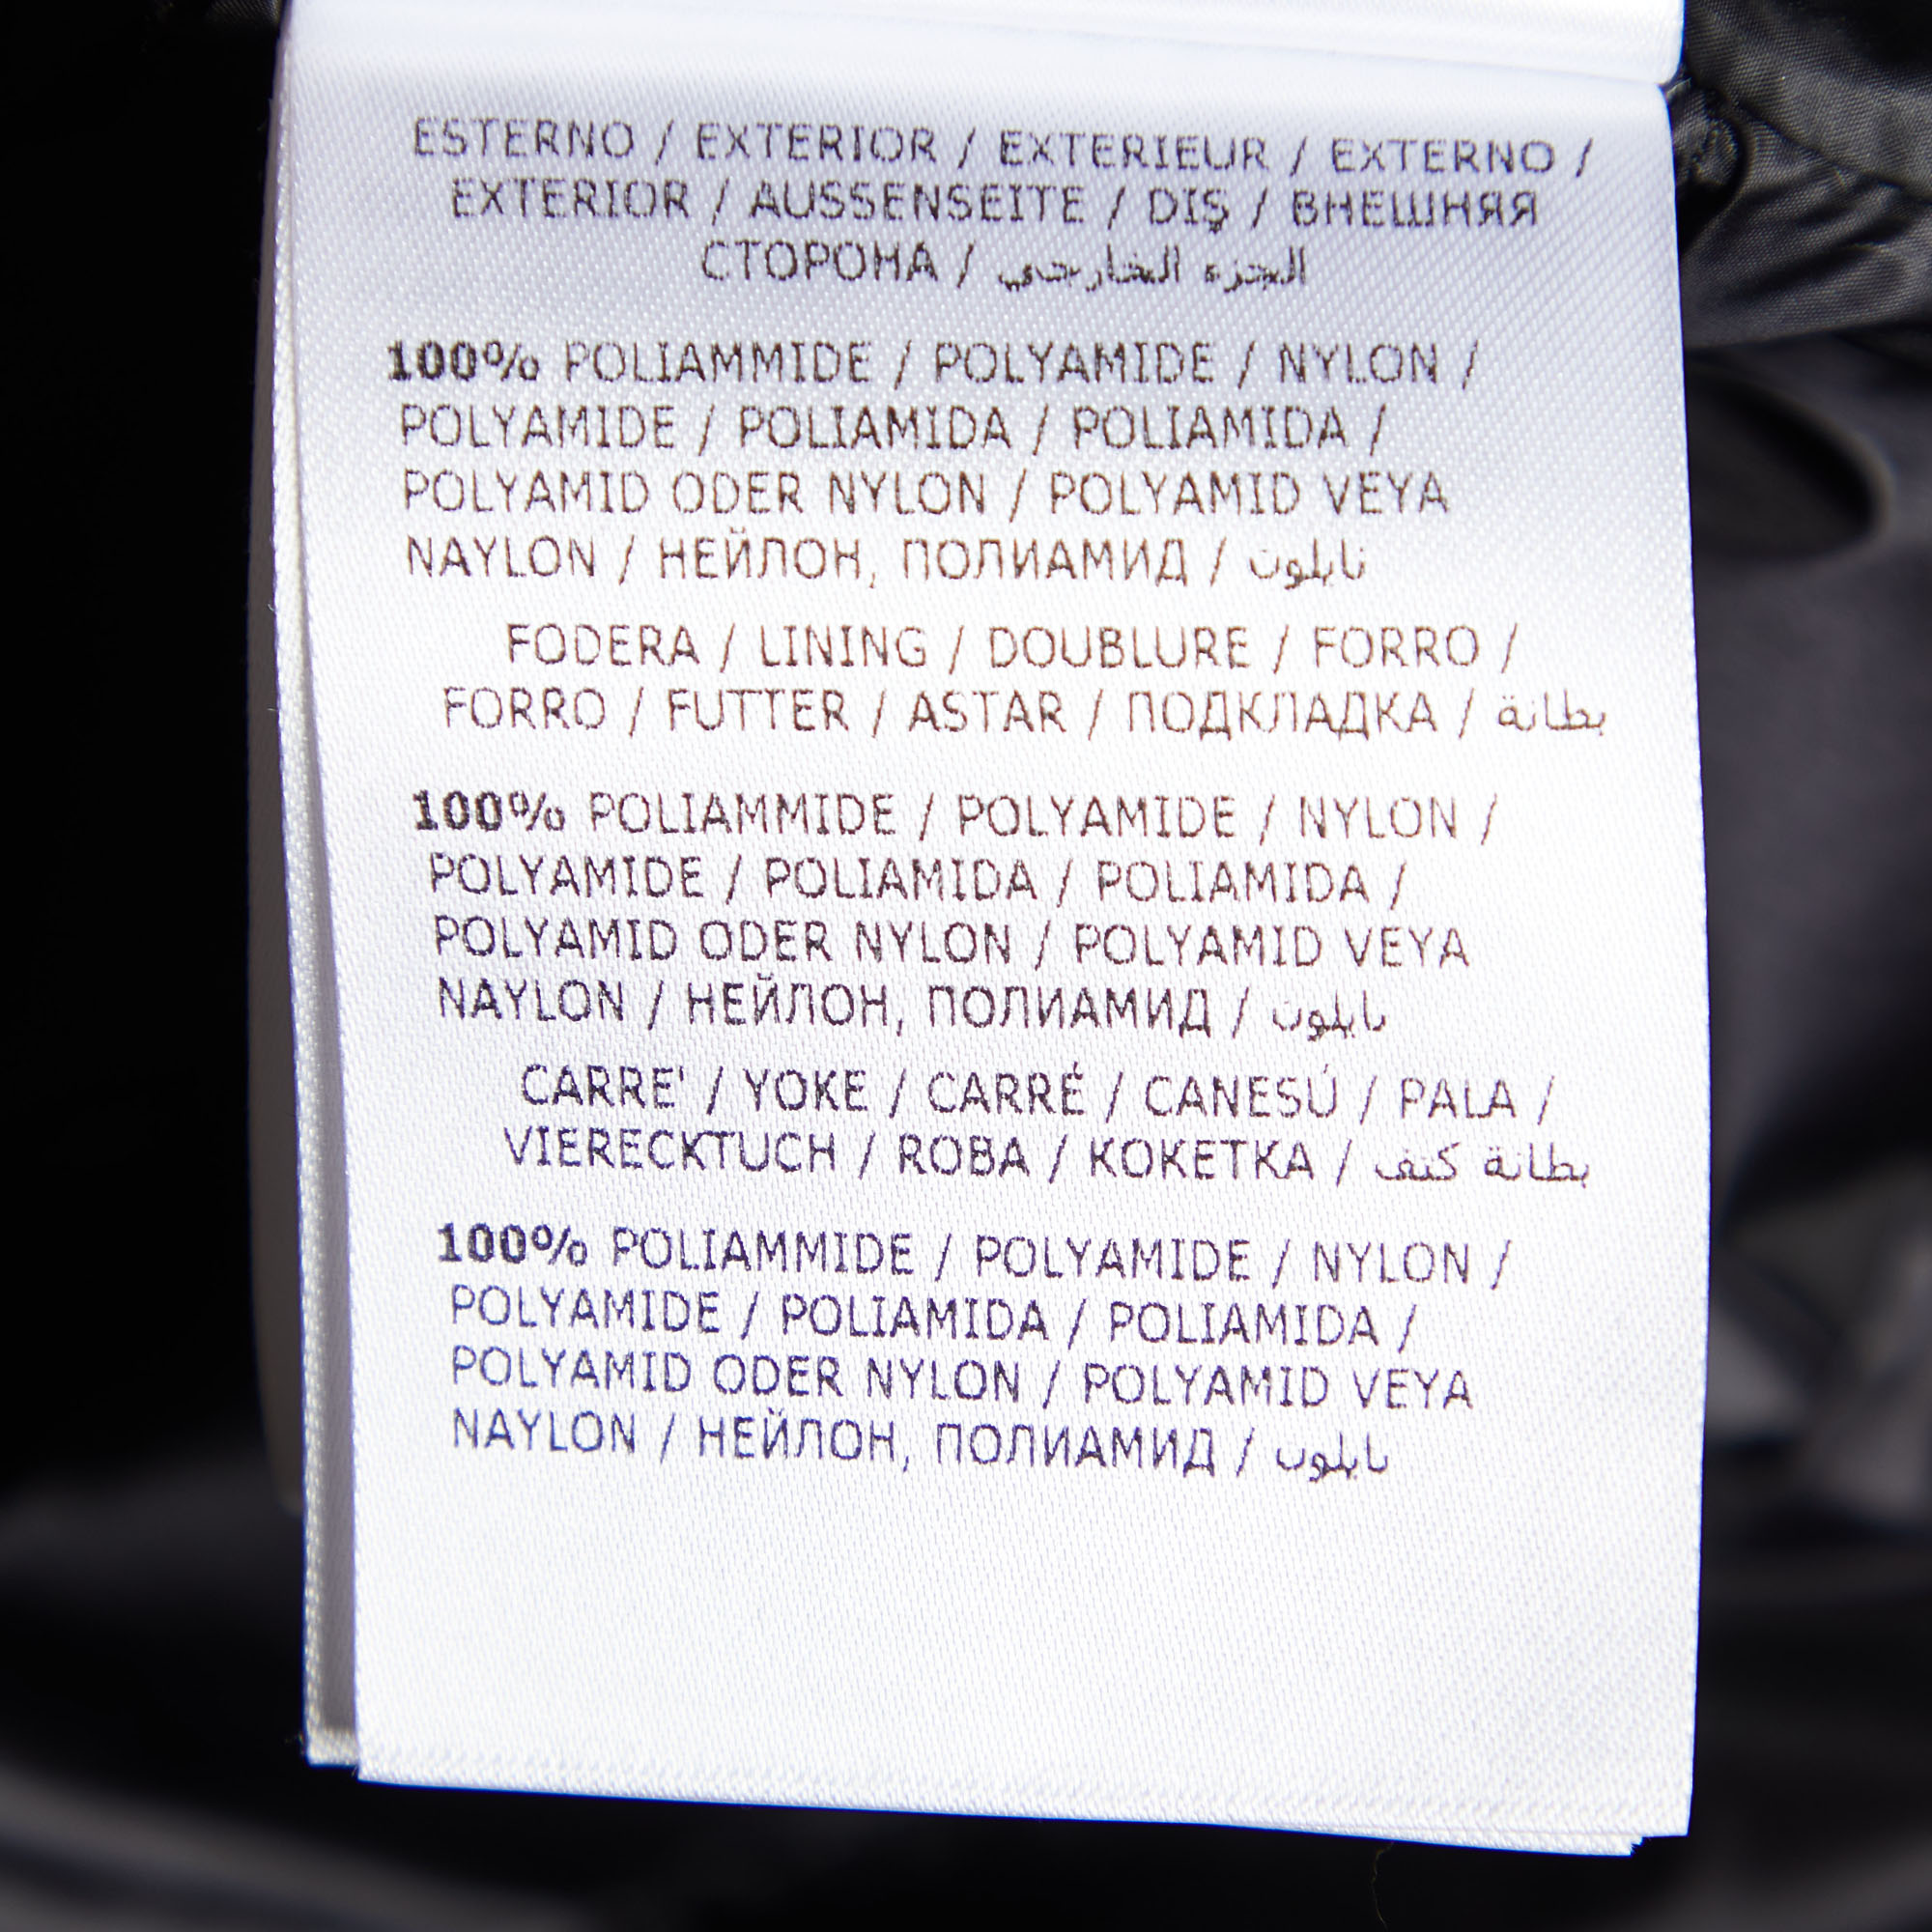 ESTERNO / EXTERIOR / EXTERIEUR / EXTERNO /
EXTERIOR / AUSSENSEITE / DIŞ / ВНЕШНЯЯ
СТОРОНА / الجزء الخارجي
100% POLIAMMIDE / POLYAMIDE / NYLON /
POLYAMIDE / POLIAMIDA / POLIAMIDA /
POLYAMID ODER NYLON / POLYAMID VEYA
NAYLON / НЕЙЛОН, ПОЛИАМИД / نايلون
FODERA / LINING / DOUBLURE / FORRO /
FORRO / FUTTER / ASTAR / ПОДКЛАДКА / بطانة
100% POLIAMMIDE / POLYAMIDE / NYLON /
POLYAMIDE / POLIAMIDA / POLIAMIDA /
POLYAMID ODER NYLON / POLYAMID VEYA
NAYLON / НЕЙЛОН, ПОЛИАМИД / نايلون
CARRE' / YOKE / CARRÉ / CANESÚ / PALA /
VIERECKTUCH / ROBA / КОКЕТКА / بطانة كتف
100% POLIAMMIDE / POLYAMIDE / NYLON /
POLYAMIDE / POLIAMIDA / POLIAMIDA /
POLYAMID ODER NYLON / POLYAMID VEYA
NAYLON / НЕЙЛОН, ПОЛИАМИД / نايلون